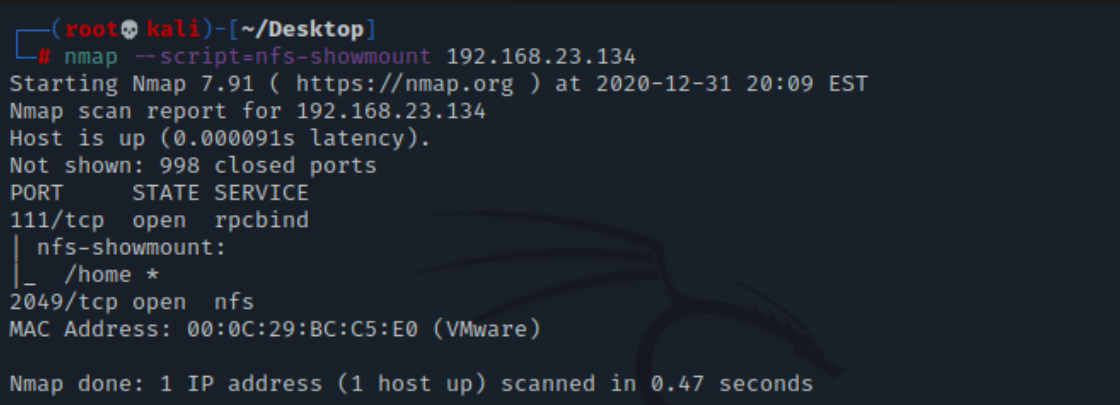 ┌──(root💀kali)-[~/Desktop]
└─# nmap --script=nfs-showmount 192.168.23.134
Starting Nmap 7.91 ( https://nmap.org ) at 2020-12-31 20:09 EST
Nmap scan report for 192.168.23.134
Host is up (0.000091s latency).
Not shown: 998 closed ports
PORT     STATE SERVICE
111/tcp  open  rpcbind
| nfs-showmount:
|_  /home *
2049/tcp open  nfs
MAC Address: 00:0C:29:BC:C5:E0 (VMware)
Nmap done: 1 IP address (1 host up) scanned in 0.47 seconds